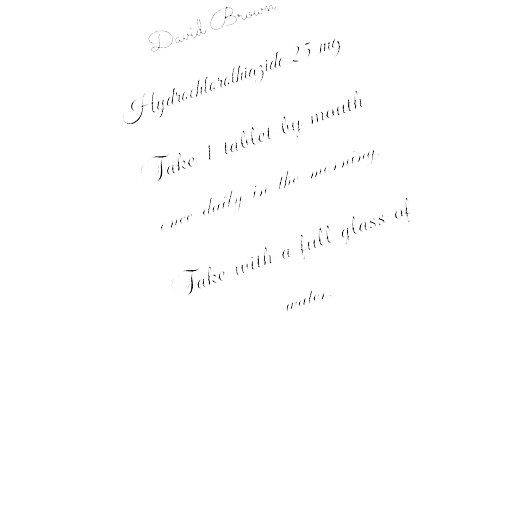 David Brown
Hydrochlorothiazide 25 mg
Take 1 tablet by mouth
once daily in the morning.
Take with a full glass of
water.